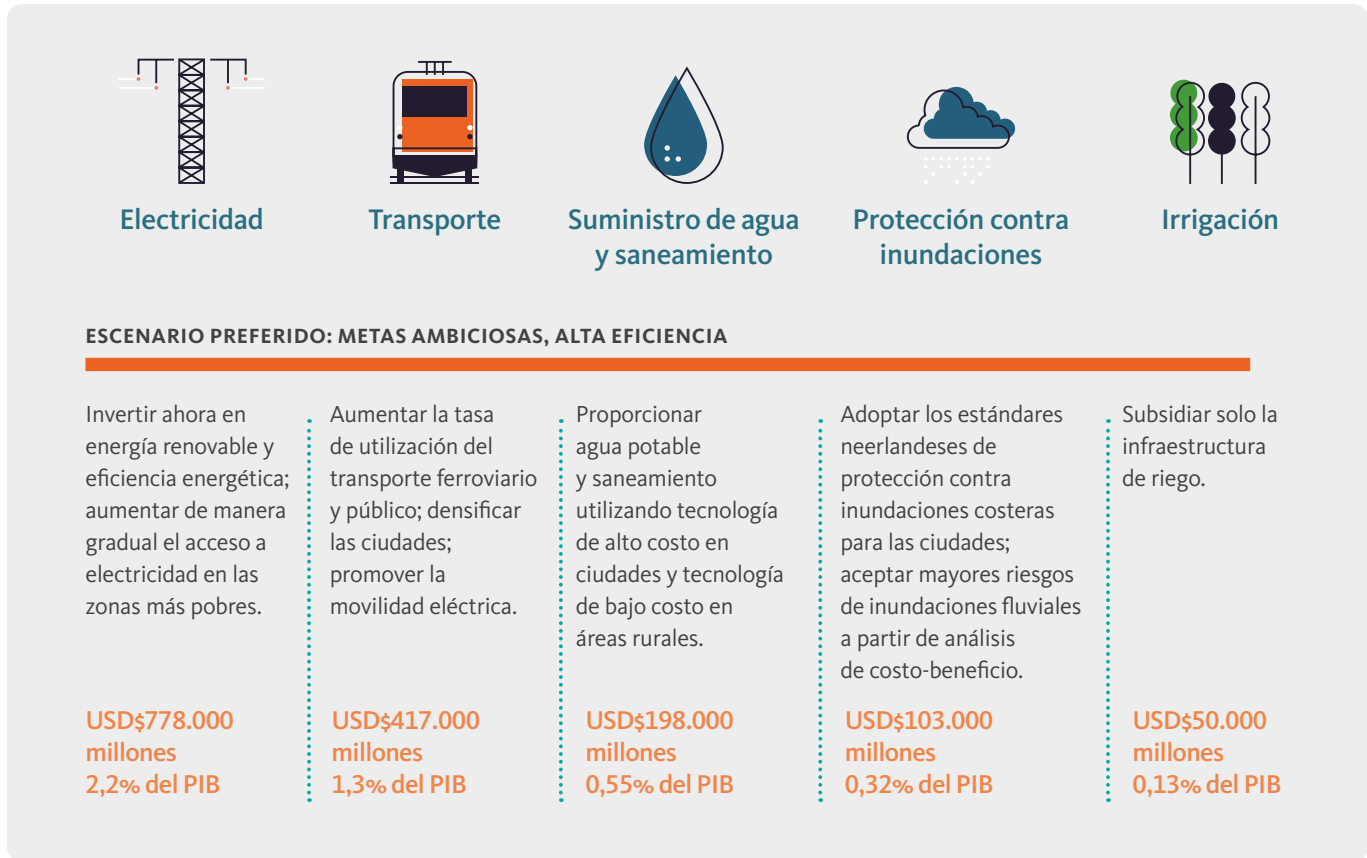 Electricidad
Transporte
Suministro de agua
y saneamiento
Protección contra
inundaciones
Irrigación
ESCENARIO PREFERIDO: METAS AMBICIOSAS, ALTA EFICIENCIA
Invertir ahora en
energía renovable y
eficiencia energética;
aumentar de manera
gradual el acceso a
electricidad en las
zonas más pobres.
USD$778.000
millones
2,2% del PIB
Aumentar la tasa
de utilización del
transporte ferroviario
y público; densificar
las ciudades;
promover la
movilidad eléctrica.
USD$417.000
millones
1,3% del PIB
Proporcionar
agua potable
y saneamiento
utilizando tecnología
de alto costo en
ciudades y tecnología
de bajo costo en
áreas rurales.
USD$198.000
millones
0,55% del PIB
Adoptar los estándares
neerlandeses de
protección contra
inundaciones costeras
para las ciudades;
aceptar mayores riesgos
de inundaciones fluviales
a partir de análisis
de costo-beneficio.
USD$103.000
millones
0,32% del PIB
Subsidiar solo la
infraestructura
de riego.
USD$50.000
millones
0,13% del PIB